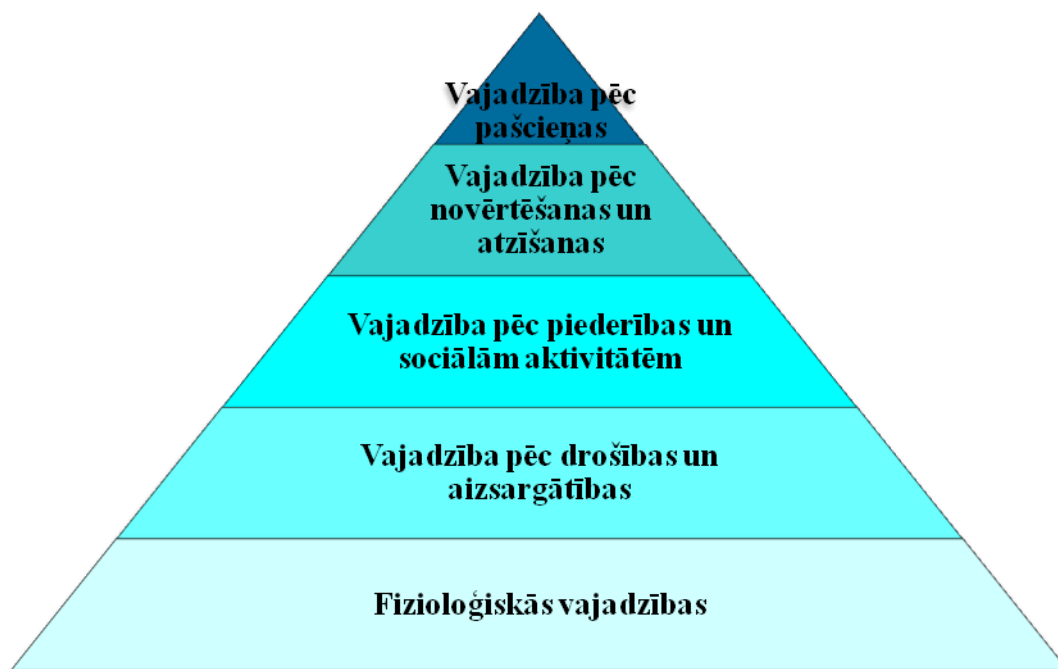 Vajadzība pēc
pašcieņas
Vajadzība pēc
novērtēšanas un
atzīšanas
Vajadzība pēc piederības un
sociālām aktivitātēm
Vajadzība pēc drošības un
aizsargātības
Fizioloģiskās vajadzības